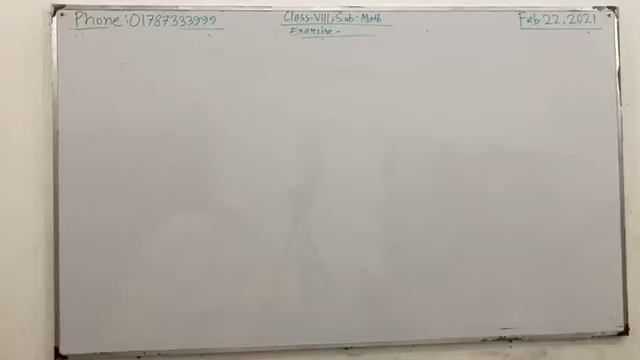 Phone: 01787333999
Class-VIII, Sub: Math
Exercise -
Feb 22, 2021